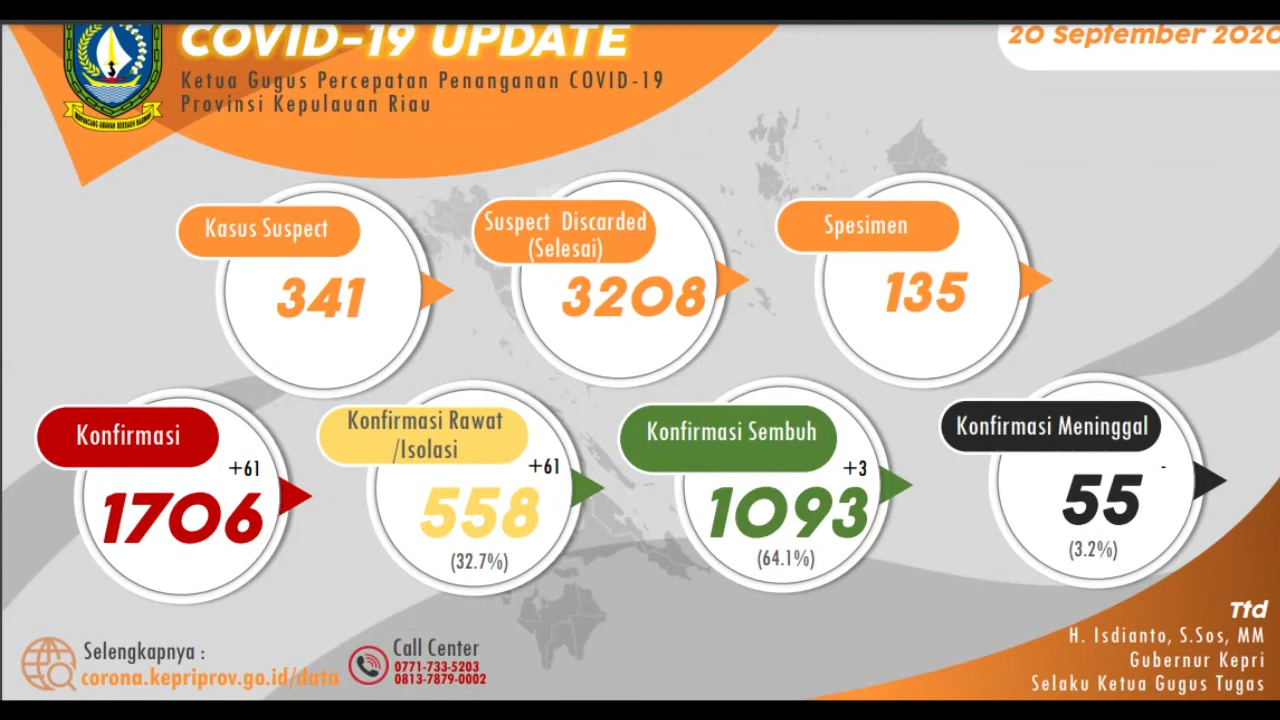 COVID-19 UPDATE
20 September 2020
Ketua Gugus Percepatan Penanganan COVID-19
Provinsi Kepulauan Riau
Kasus Suspect
341
Suspect Discarded
(Selesai)
3208
Spesimen
135
Konfirmasi
+61
1706
Konfirmasi Rawat
/Isolasi
+61
558
(32.7%)
Konfirmasi Sembuh
+3
1093
(64.1%)
Konfirmasi Meninggal
-
55
(3.2%)
Selengkapnya :
corona.kepriprov.go.id/data
Call Center
0771-733-5203
0813-7879-0002
Ttd
H. Isdianto, S.Sos, MM
Gubernur Kepri
Selaku Ketua Gugus Tugas